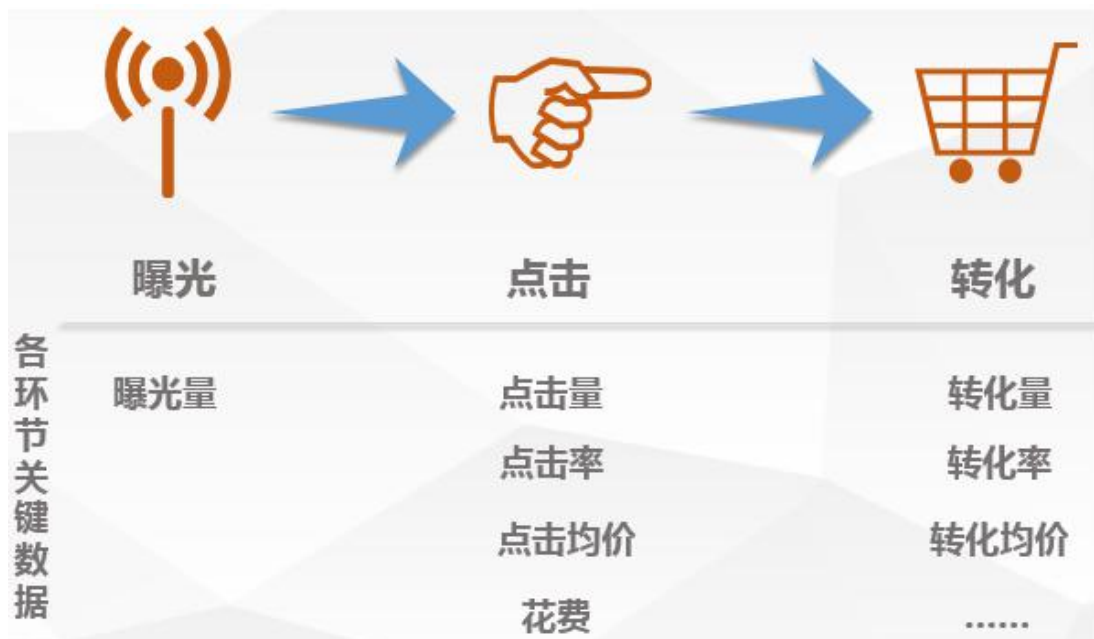 曝光
点击
转化
各环节关键数据
曝光量
点击量
转化量
点击率
转化率
点击均价
转化均价
花费
……